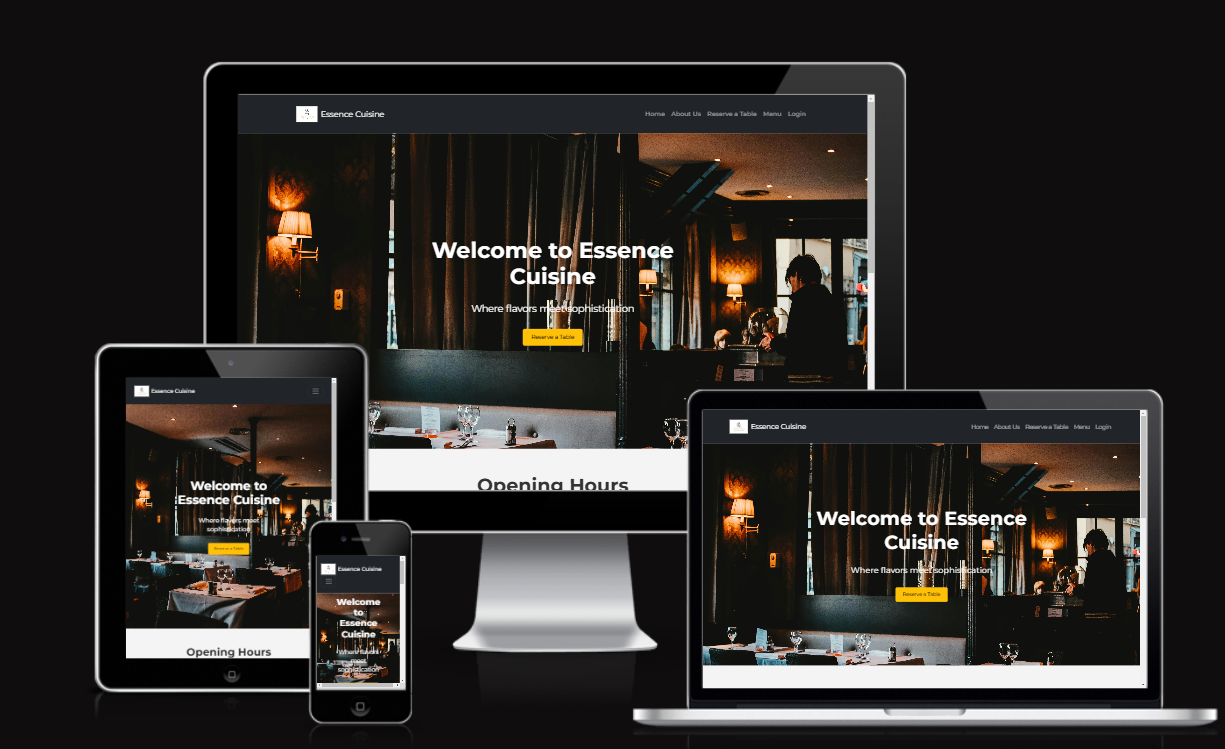 Essence Cuisine
Home About Us Reserve a Table Menu Login
Welcome to Essence
Cuisine
Where flavors meet sophistication
Reserve a Table
Opening Hours
Essence Cuisine
Welcome to
Essence Cuisine
Where flavors meet
sophistication
Reserve a Table
Opening Hours
Essence Cuisine
Welcome
to
Essence
Cuisine
Where flavors
meet
sophistication
Essence Cuisine
Home About Us Reserve a Table Menu Login
Welcome to Essence
Cuisine
Where flavors meet sophistication
Reserve a Table